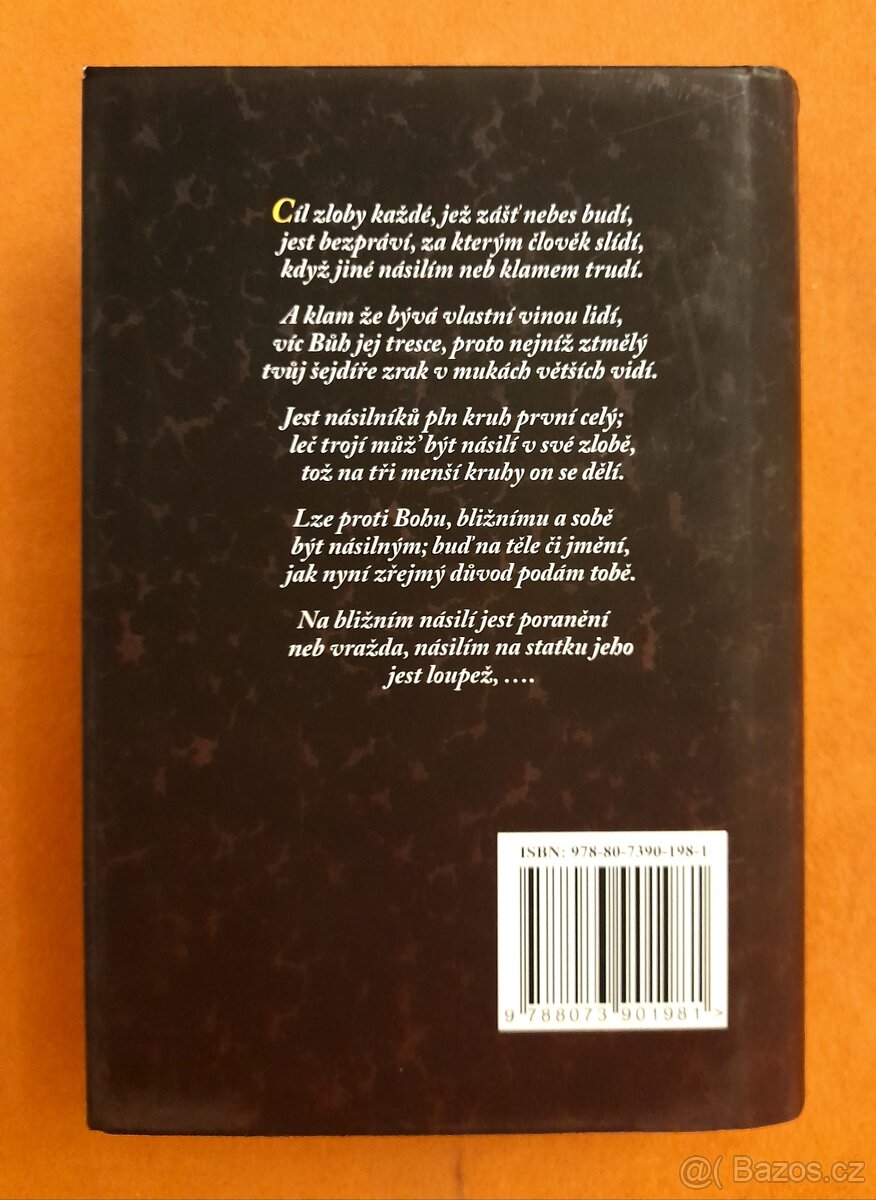 Cíl zloby každé, jež zášť nebes budí,
jest bezpráví, za kterým člověk slídí,
když jiné násilím neb klamem trudí.
A klam že bývá vlastní vinou lidí,
víc Bůh jej tresce, proto nejníž ztmělý
tvůj šejdíře zrak v mukách větších vidí.
Jest násilníků pln kruh první celý;
leč trojí můž’ být násilí v své zlobě,
tož na tři menší kruhy on se dělí.
Lze proti Bohu, bližnímu a sobě
být násilným; buď na těle či jmění,
jak nyní zřejmý důvod podám tobě.
Na bližním násilí jest poranění
neb vražda, násilím na statku jeho
jest loupež, ....
ISBN: 978-80-7390-198-1
9 788073 901981 >
@( Bazos.cz